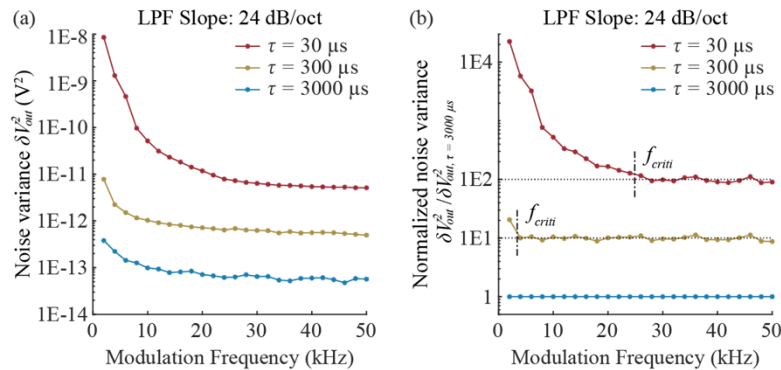 (a) LPF Slope: 24 dB/oct
Noise variance δV²out (V²)
1E-8
1E-9
1E-10
1E-11
1E-12
1E-13
1E-14
τ = 30 µs
τ = 300 µs
τ = 3000 µs
0 10 20 30 40 50
Modulation Frequency (kHz)
(b) LPF Slope: 24 dB/oct
Normalized noise variance
δV²out /δV²out, τ = 3000 µs
1E4
1E2
1E1
1
τ = 30 µs
τ = 300 µs
τ = 3000 µs
fcriti
fcriti
0 10 20 30 40 50
Modulation Frequency (kHz)